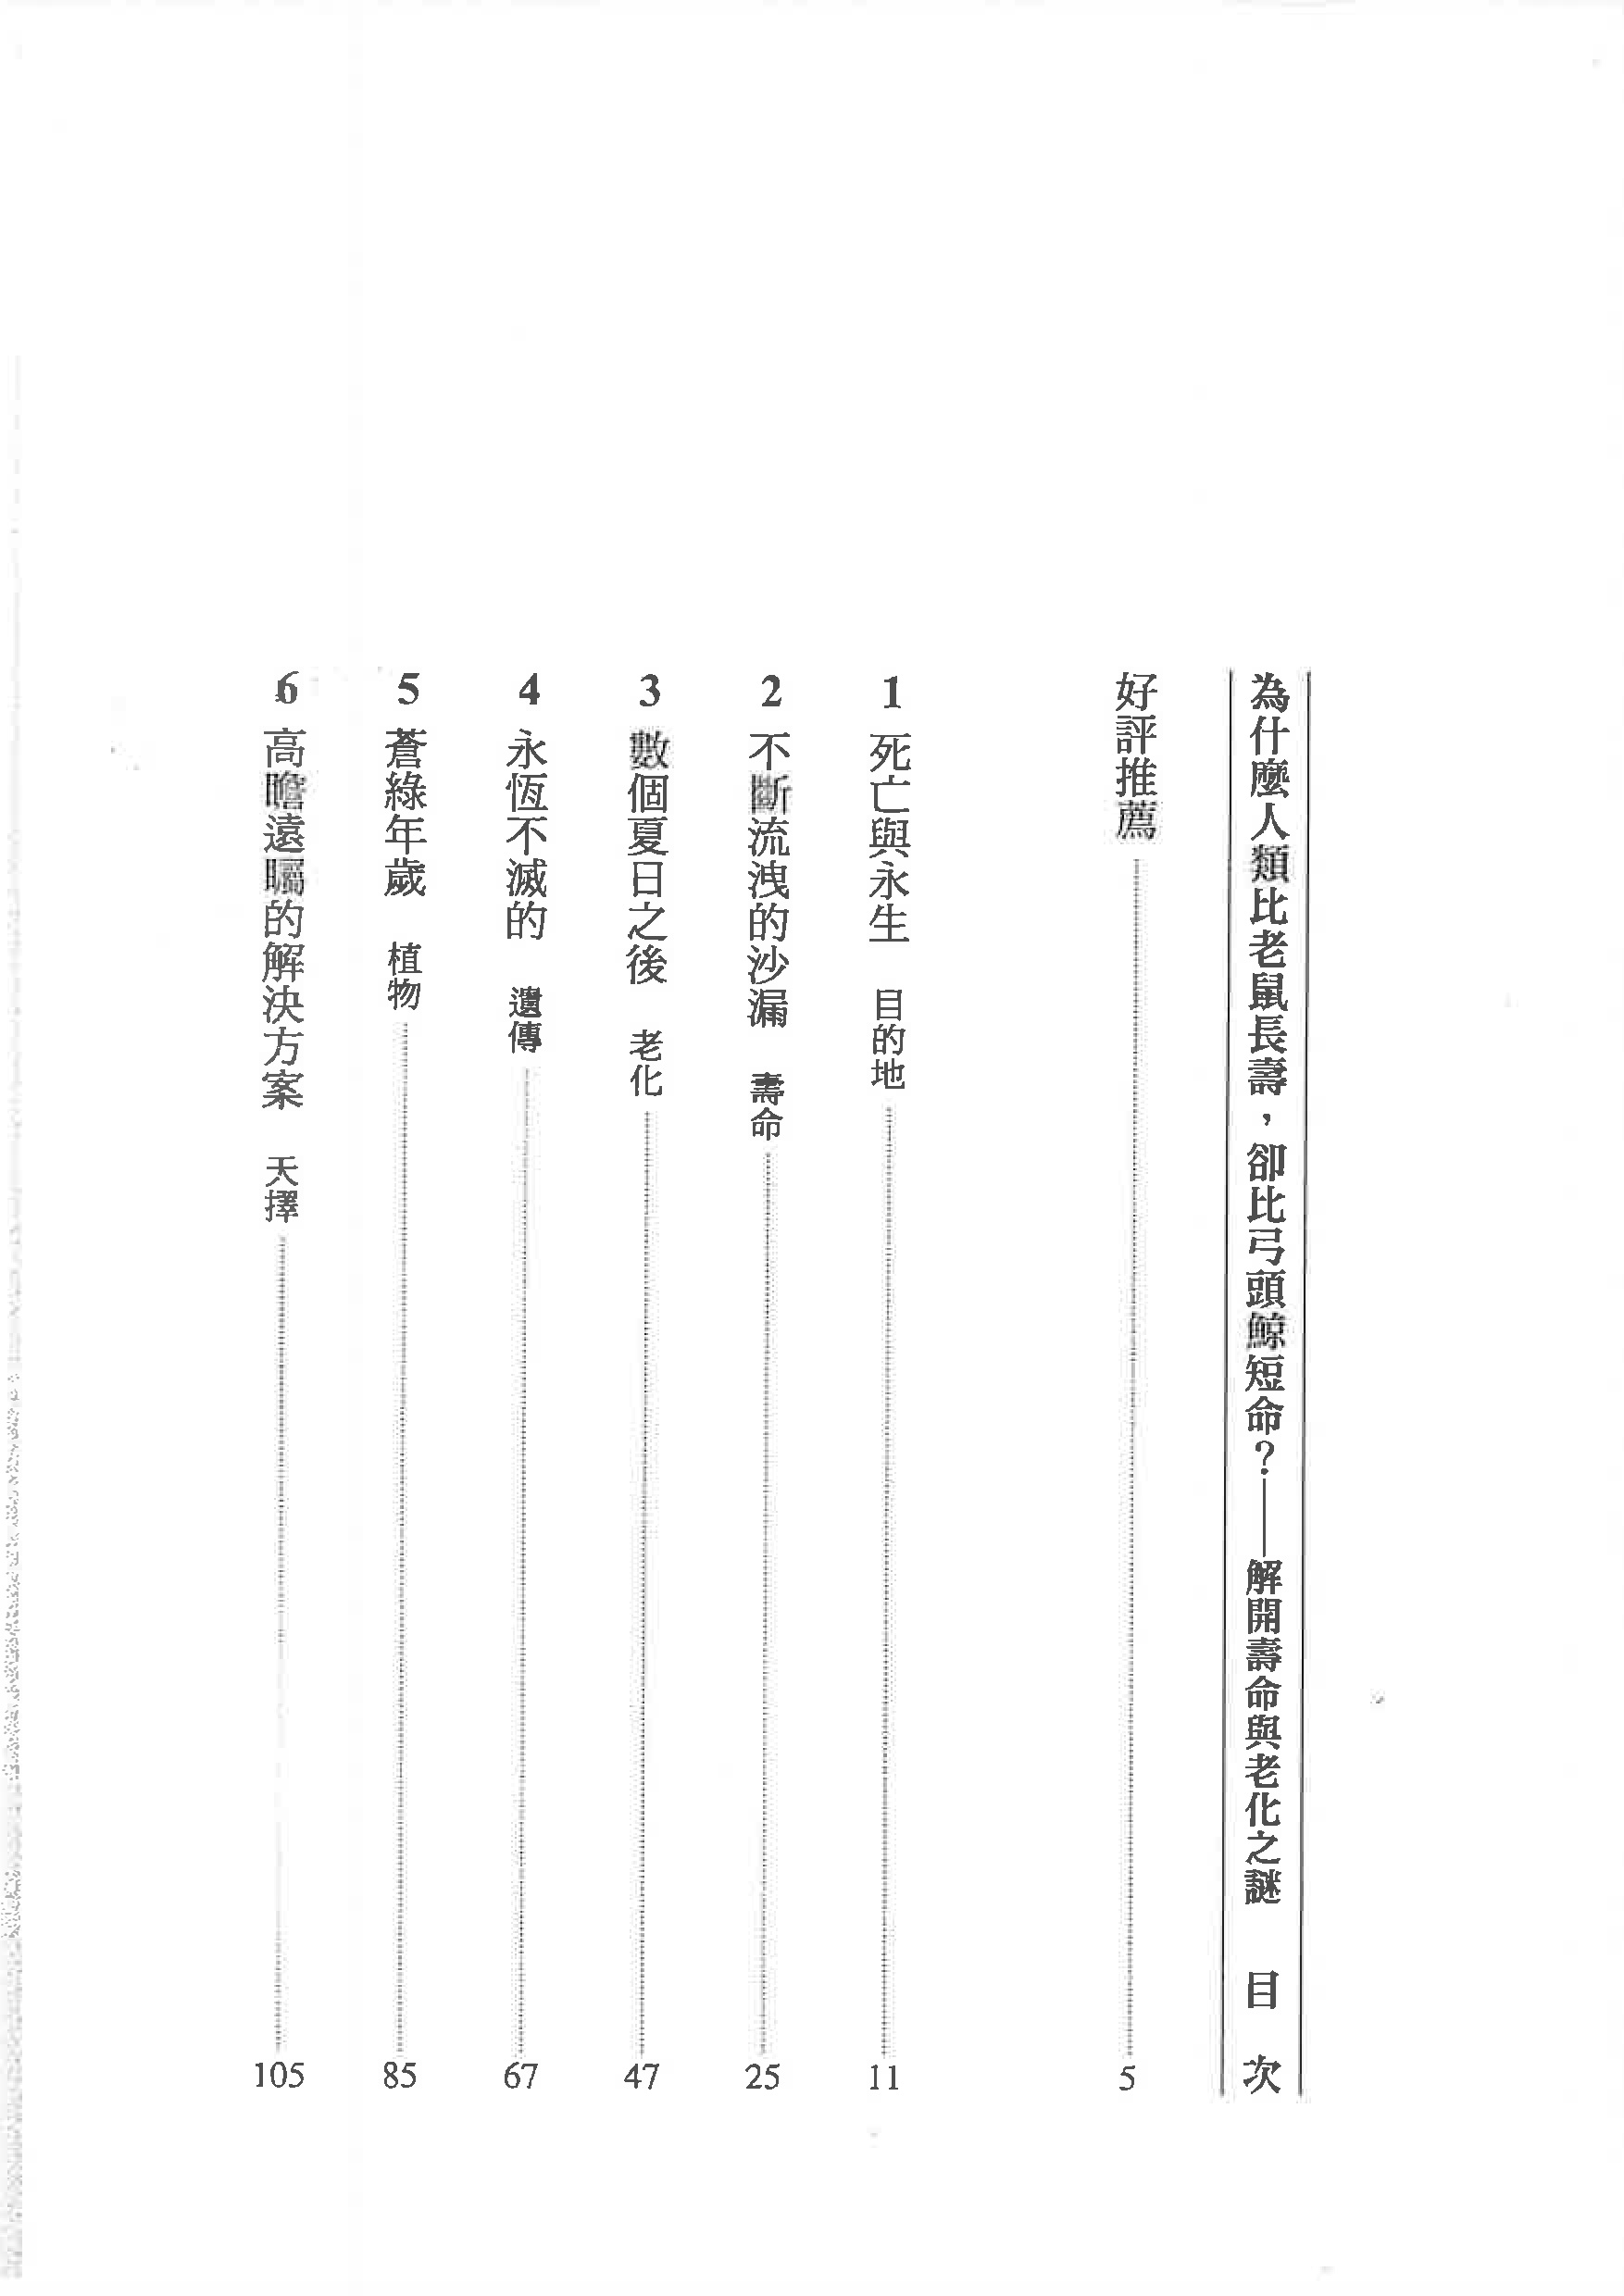 為什麼人類比老鼠長壽，卻比弓頭鯨短命？——解開壽命與老化之謎　目　次
好評推薦 5
1 死亡與永生　目的地 11
2 不斷流洩的沙漏　壽命 25
3 數個夏日之後　老化 47
4 永恆不滅的　遺傳 67
5 蒼綠年歲　植物 85
6 高瞻遠矚的解決方案　天擇 105